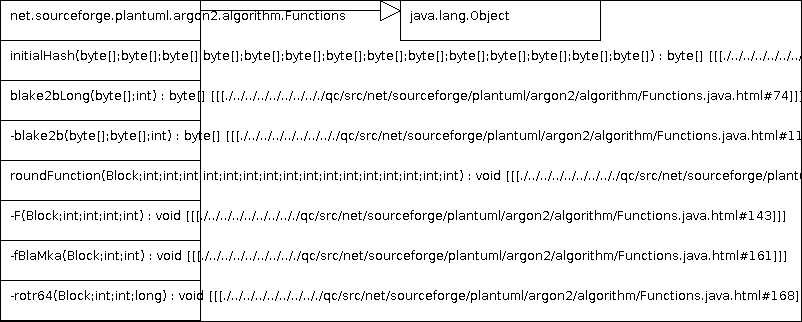 net.sourceforge.plantuml.argon2.algorithm.Functions
java.lang.Object
initialHash(byte[];byte[];byte[];byte[];byte[];byte[];byte[];byte[];byte[];byte[];byte[];byte[];byte[];byte[]) : byte[] [[[./../../../../../..
blake2bLong(byte[];int) : byte[] [[[./../../../../../../../../qc/src/net/sourceforge/plantuml/argon2/algorithm/Functions.java.html#74]]]
-blake2b(byte[];byte[];int) : byte[] [[[./../../../../../../../../qc/src/net/sourceforge/plantuml/argon2/algorithm/Functions.java.html#11
roundFunction(Block;int;int;int;int;int;int;int;int;int;int;int;int;int;int;int;int) : void [[[./../../../../../../../../qc/src/net/sourceforge/plant
-F(Block;int;int;int;int) : void [[[./../../../../../../../../qc/src/net/sourceforge/plantuml/argon2/algorithm/Functions.java.html#143]]]
-fBlaMka(Block;int;int) : void [[[./../../../../../../../../qc/src/net/sourceforge/plantuml/argon2/algorithm/Functions.java.html#161]]]
-rotr64(Block;int;int;long) : void [[[./../../../../../../../../qc/src/net/sourceforge/plantuml/argon2/algorithm/Functions.java.html#168]